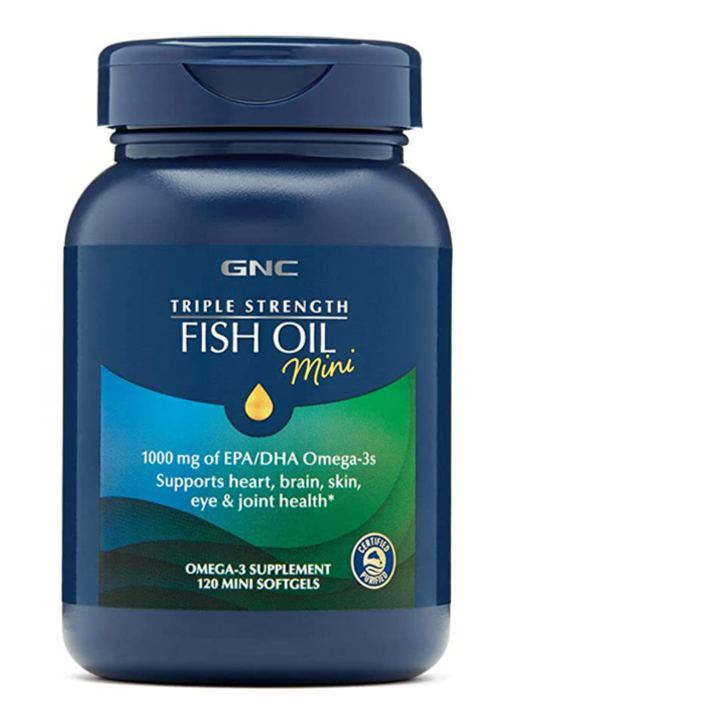 GNC
TRIPLE STRENGTH
FISH OIL
Mini
1000 mg of EPA/DHA Omega-3s
Supports heart, brain, skin,
eye & joint health*
OMEGA-3 SUPPLEMENT
120 MINI SOFTGELS
CERTIFIED
PURIFIED